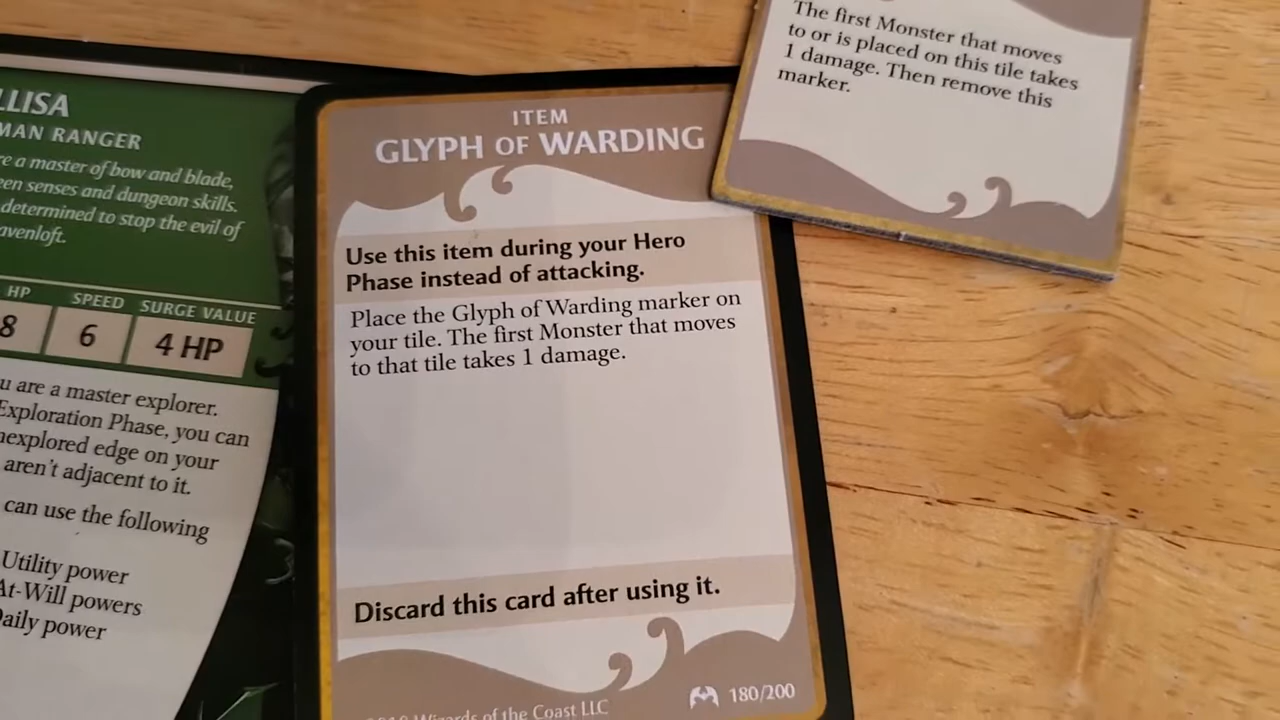 LLISA
MAN RANGER
re a master of bow and blade,
een senses and dungeon skills.
determined to stop the evil of
avenloft.
HP SPEED SURGE VALUE
8 6 4 HP
u are a master explorer.
Exploration Phase, you can
nexplored edge on your
aren't adjacent to it.
can use the following
Utility power
At-Will powers
Daily power
ITEM
GLYPH OF WARDING
Use this item during your Hero
Phase instead of attacking.
Place the Glyph of Warding marker on
your tile. The first Monster that moves
to that tile takes 1 damage.
Discard this card after using it.
Wizards of the Coast LLC
180/200
The first Monster that moves
to or is placed on this tile takes
1 damage. Then remove this
marker.